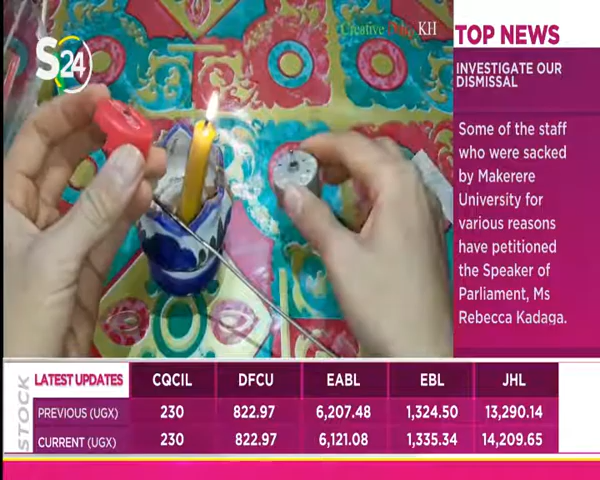 S24
Creative
KH
TOP NEWS
INVESTIGATE OUR
DISMISSAL
Some of the staff
who were sacked
by Makerere
University for
various reasons
have petitioned
the Speaker of
Parliament, Ms
Rebecca Kadaga.
STOCK
LATEST UPDATES CQCIL DFCU EABL EBL JHL
PREVIOUS (UGX) 230 822.97 6,207.48 1,324.50 13,290.14
CURRENT (UGX) 230 822.97 6,121.08 1,335.34 14,209.65